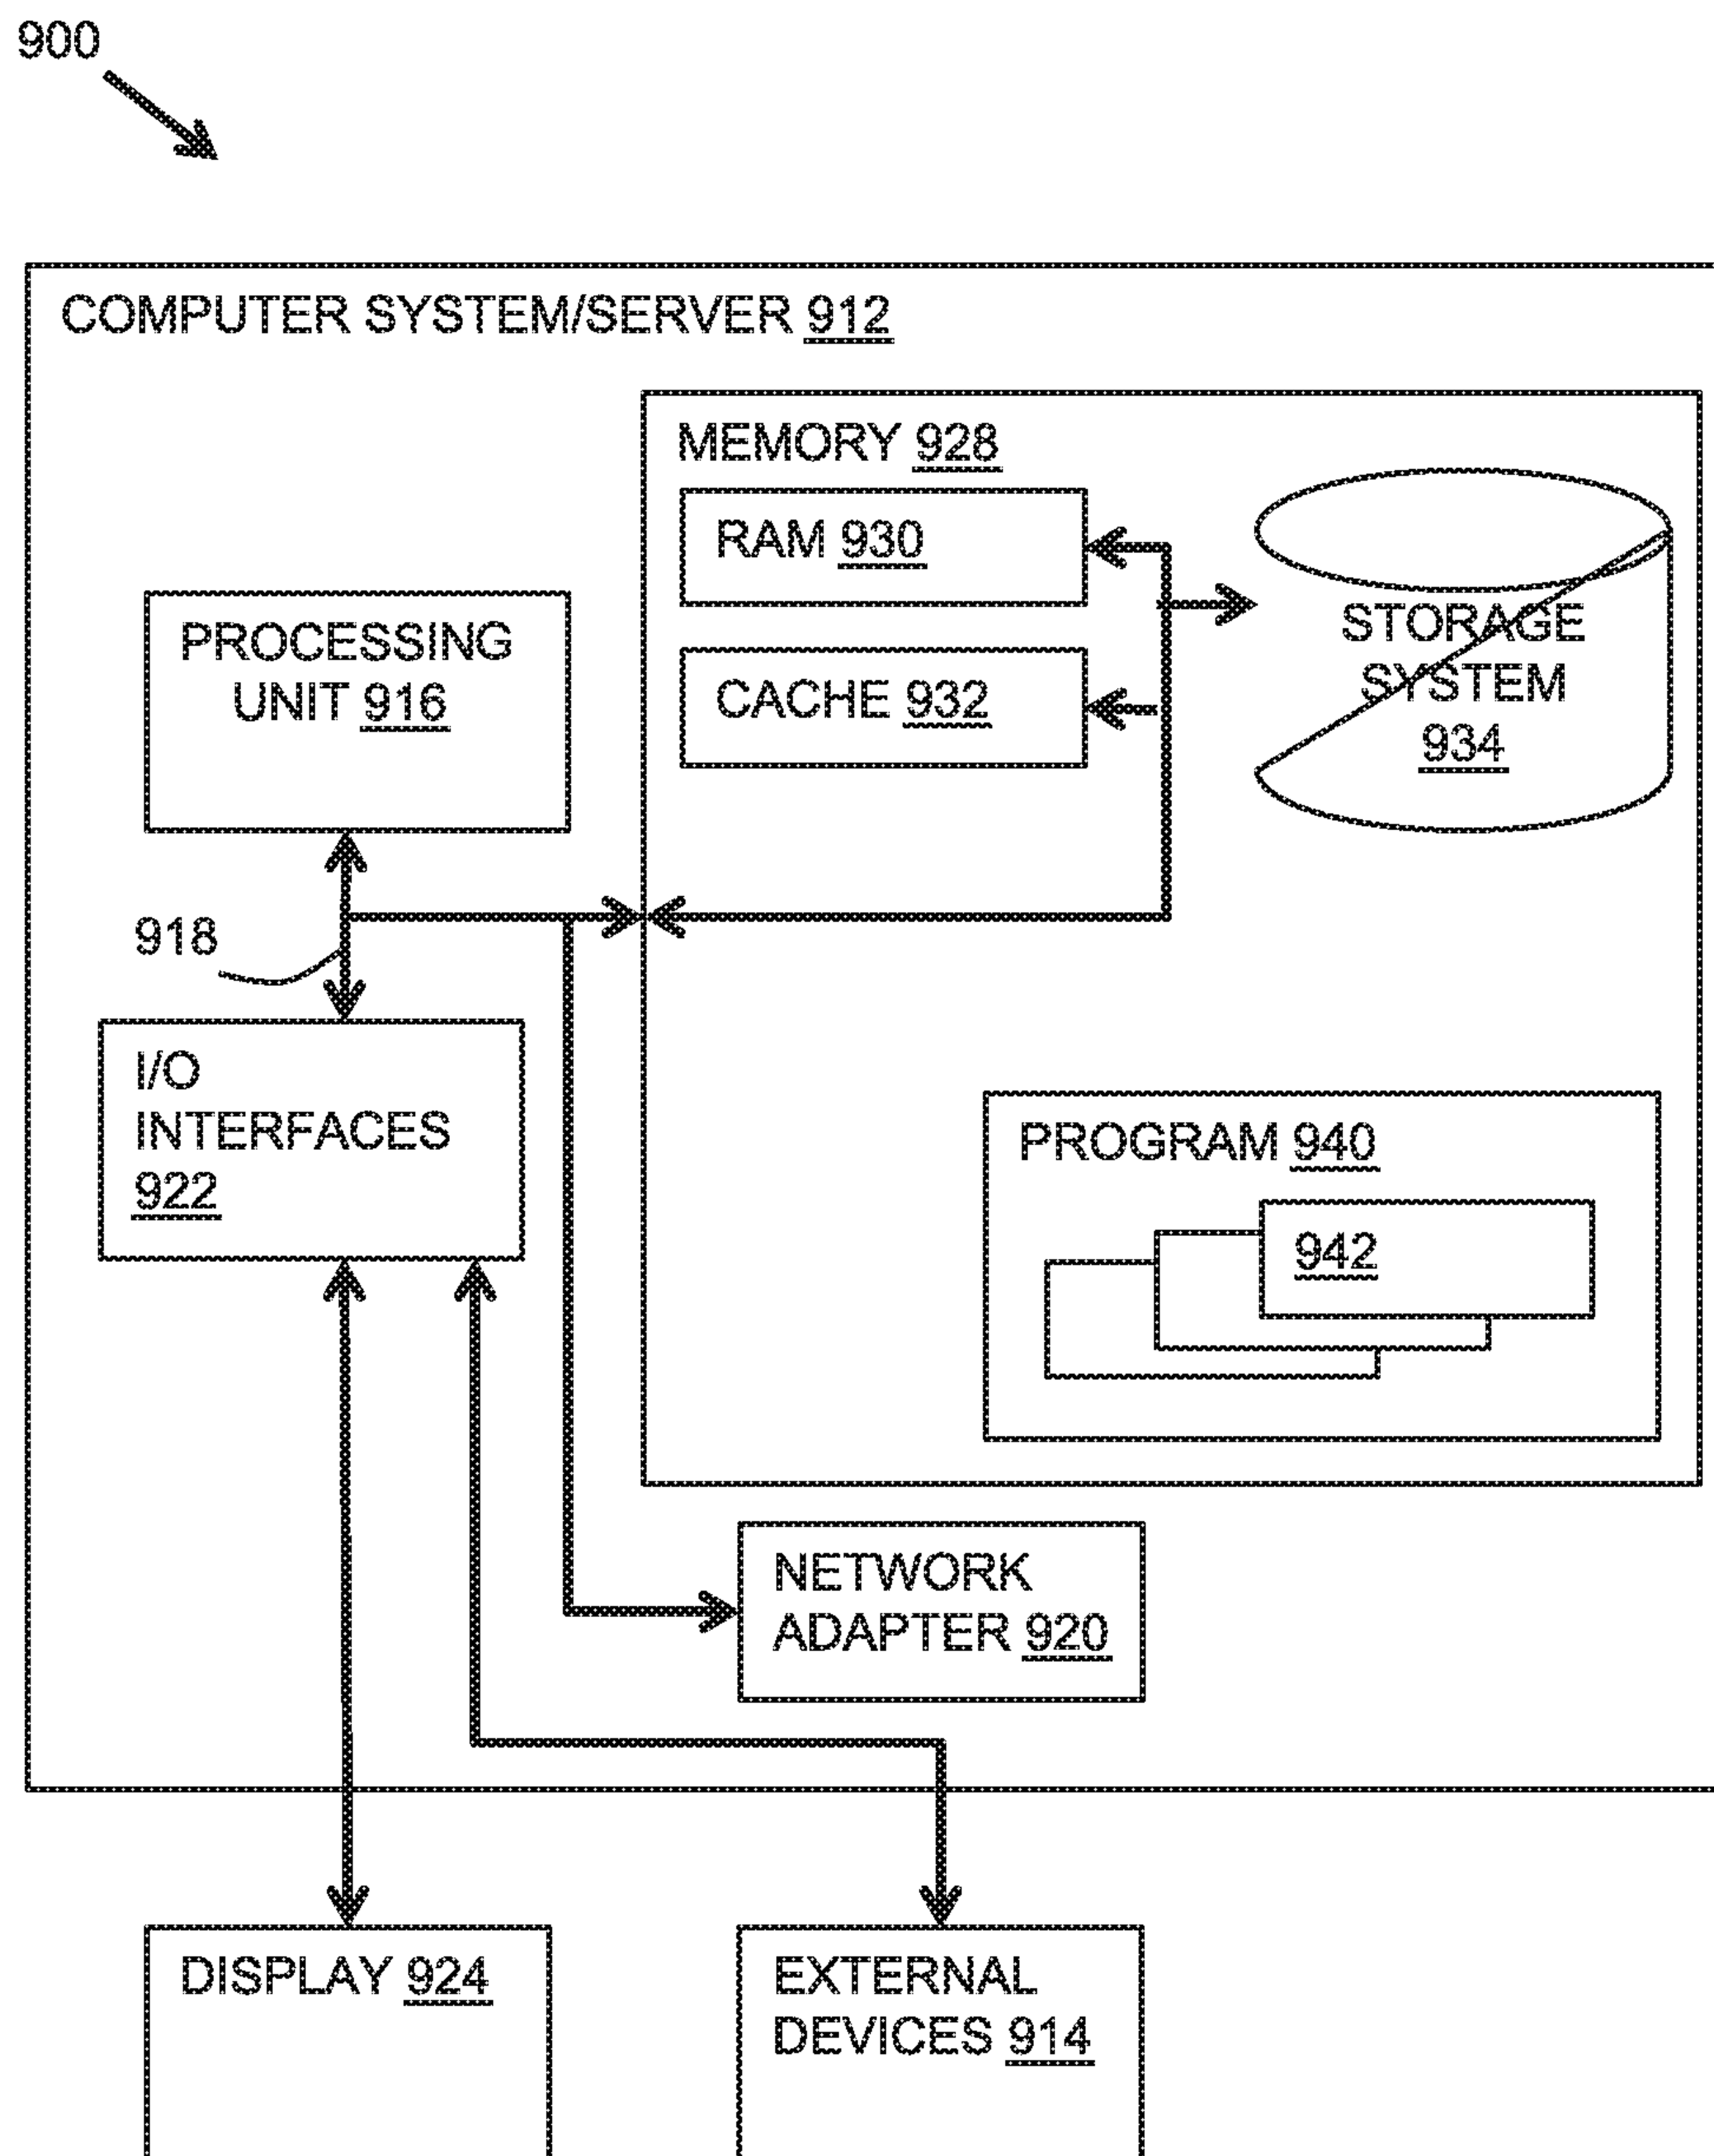 900
COMPUTER SYSTEM/SERVER 912
MEMORY 928
RAM 930
CACHE 932
STORAGE
SYSTEM
934
PROCESSING
UNIT 916
918
I/O
INTERFACES
922
PROGRAM 940
942
NETWORK
ADAPTER 920
DISPLAY 924
EXTERNAL
DEVICES 914